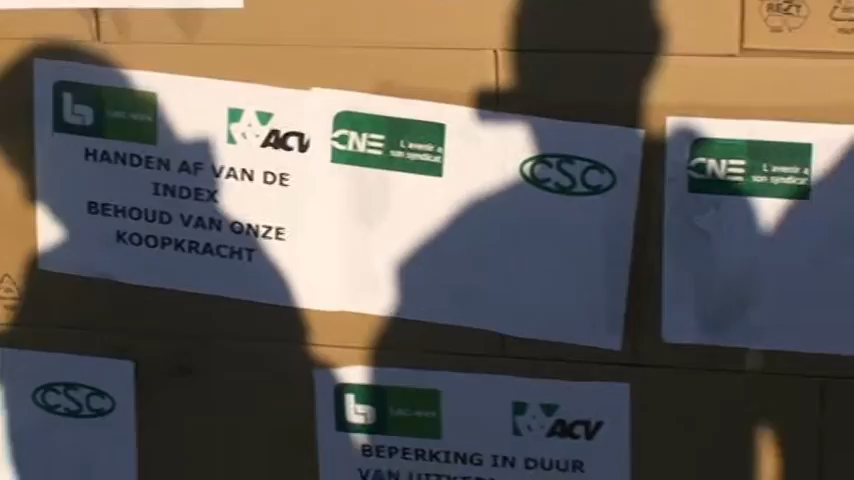 REZY
ACV
HANDEN AF VAN DE
INDEX
BEHOUD VAN ONZE
KOOPKRACHT
CNE
L'avenir a
son syndicat
CSC
CNE
L'avenir a
son syndicat
CSC
ACV
BEPERKING IN DUUR